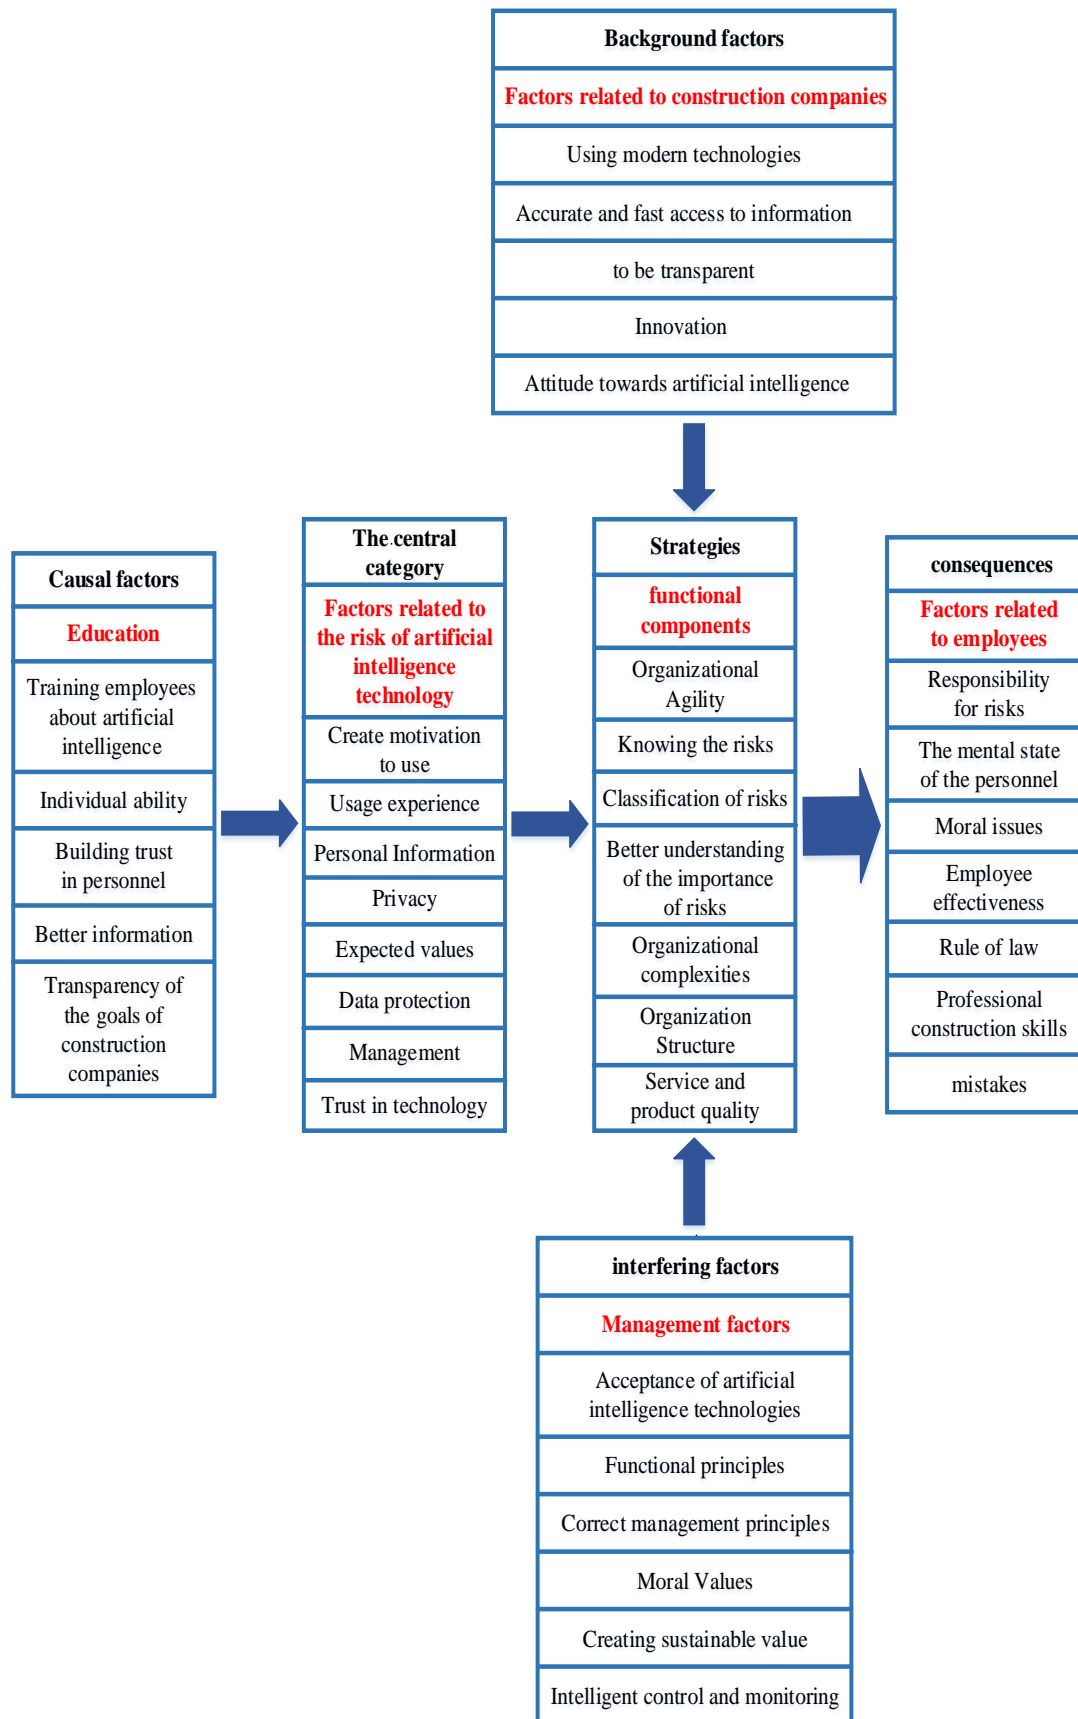 Background factors
Factors related to construction companies
Using modern technologies
Accurate and fast access to information
to be transparent
Innovation
Attitude towards artificial intelligence
Causal factors
Education
Training employees
about artificial
intelligence
Individual ability
Building trust
in personnel
Better information
Transparency of
the goals of
construction
companies
The.central
category
Factors related to
the risk of artificial
intelligence
technology
Create motivation
to use
Usage experience
Personal Information
Privacy
Expected values
Data protection
Management
Trust in technology
Strategies
functional
components
Organizational
Agility
Knowing the risks
Classification of risks
Better understanding
of the importance
of risks
Organizational
complexities
Organization
Structure
Service and
product quality
consequences
Factors related
to employees
Responsibility
for risks
The mental state
of the personnel
Moral issues
Employee
effectiveness
Rule of law
Professional
construction skills
mistakes
interfering factors
Management factors
Acceptance of artificial
intelligence technologies
Functional principles
Correct management principles
Moral Values
Creating sustainable value
Intelligent control and monitoring